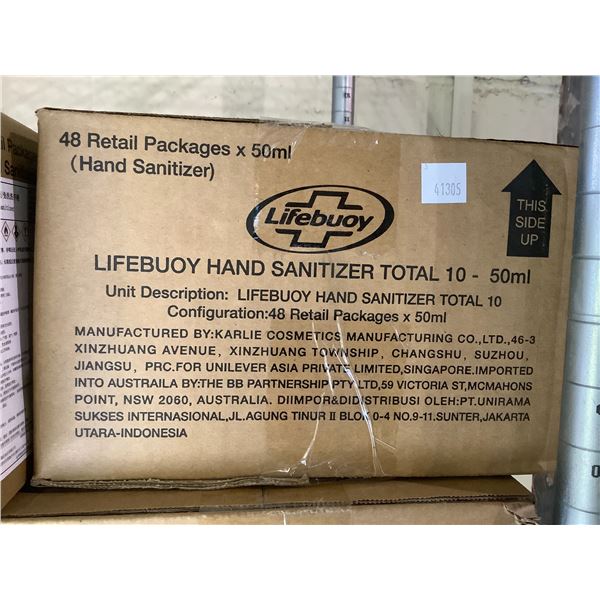 48 Retail Packages x 50ml
(Hand Sanitizer)
41305
Lifebuoy
THIS
SIDE
UP
LIFEBUOY HAND SANITIZER TOTAL 10 - 50ml
Unit Description: LIFEBUOY HAND SANITIZER TOTAL 10
Configuration:48 Retail Packages x 50ml
MANUFACTURED BY:KARLIE COSMETICS MANUFACTURING CO.,LTD.,46-3
XINZHUANG AVENUE, XINZHUANG TOWNSHIP, CHANGSHU, SUZHOU,
JIANGSU, PRC.FOR UNILEVER ASIA PRIVATE LIMITED,SINGAPORE.IMPORTED
INTO AUSTRAILA BY:THE BB PARTNERSHIP PTY LTD,59 VICTORIA ST,MCMAHONS
POINT, NSW 2060, AUSTRALIA. DIIMPOR&DIDISTRIBUSI OLEH:PT.UNIRAMA
SUKSES INTERNASIONAL,JL.AGUNG TINUR II BLOK 0-4 NO.9-11.SUNTER,JAKARTA
UTARA-INDONESIA